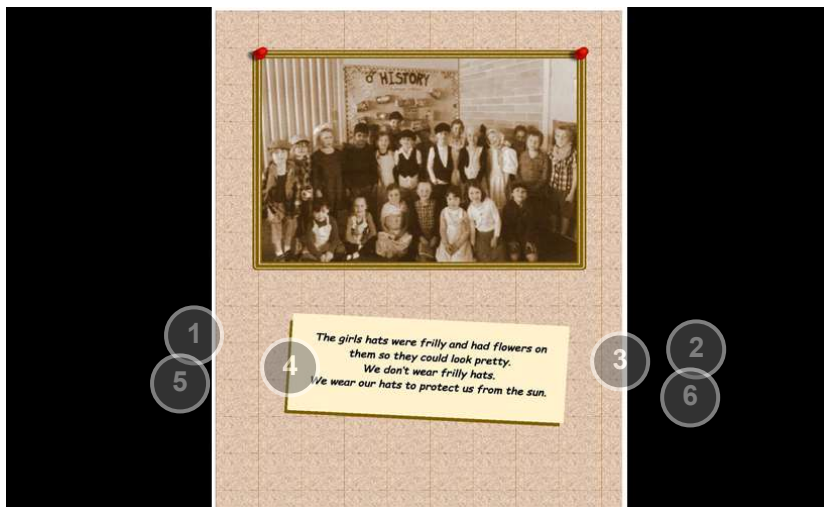 HISTORY
The girls hats were frilly and had flowers on
them so they could look pretty.
We don't wear frilly hats.
We wear our hats to protect us from the sun.
1
2
3
4
5
6